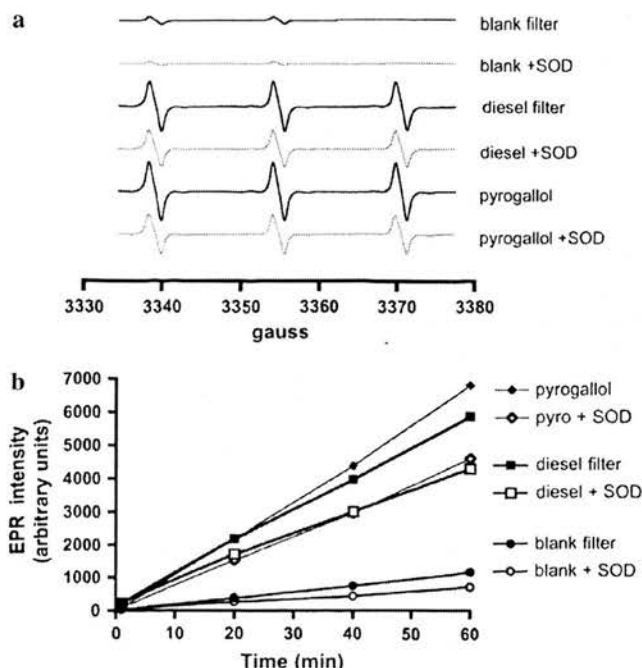 a
blank filter
blank +SOD
diesel filter
diesel +SOD
pyrogallol
pyrogallol +SOD
3330 3340 3350 3360 3370 3380
gauss
b
EPR intensity
(arbitrary units)
7000
6000
5000
4000
3000
2000
1000
0
0 10 20 30 40 50 60
Time (min)
pyrogallol
pyro + SOD
diesel filter
diesel + SOD
blank filter
blank + SOD